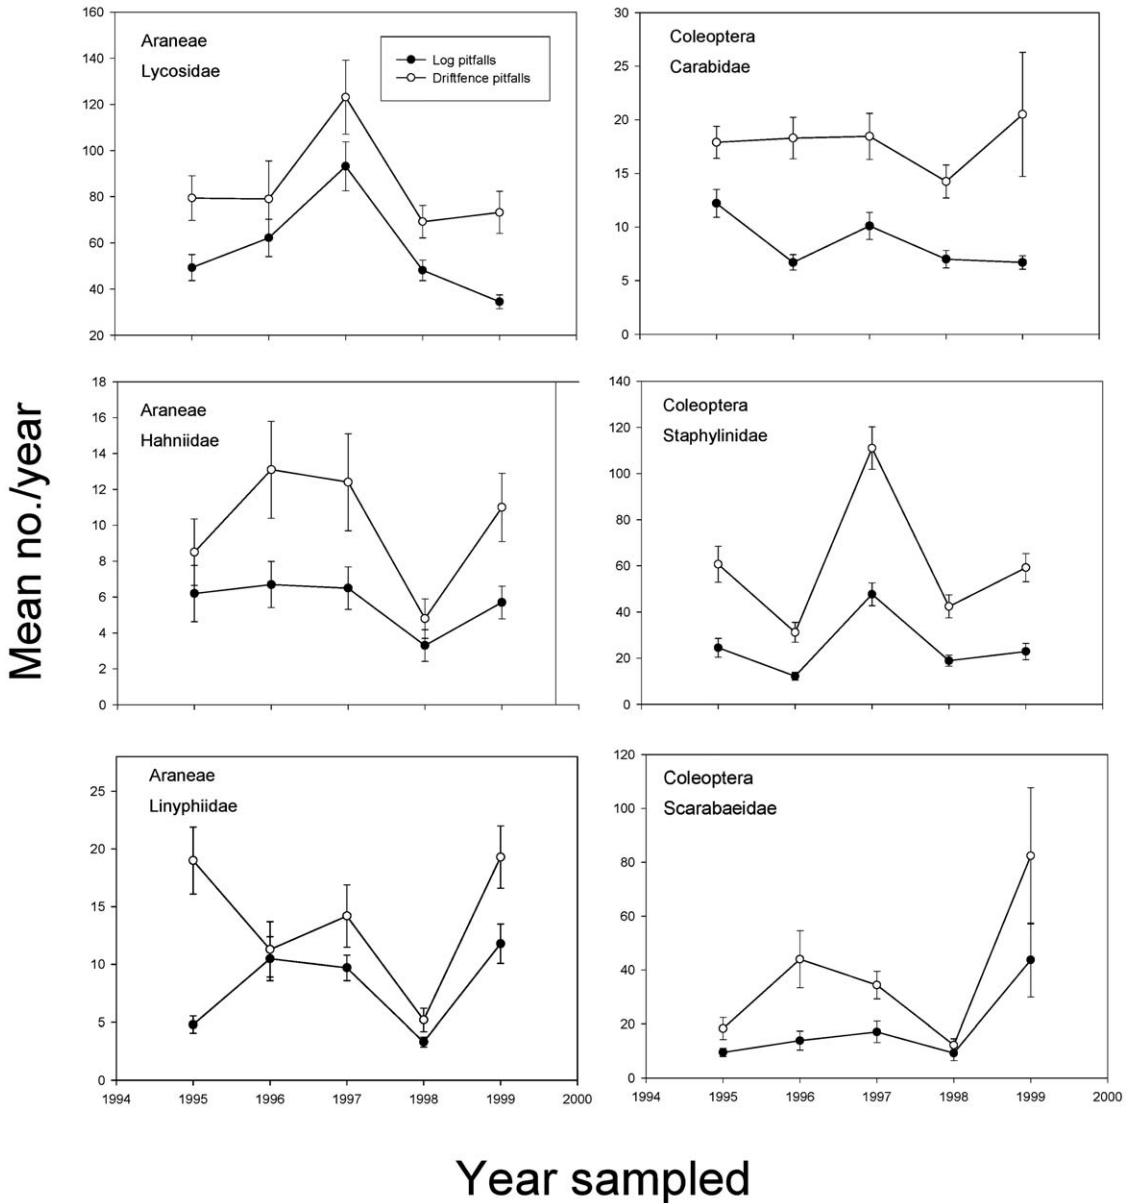 Mean no./year
160
140
120
100
80
60
40
20
Araneae
Lycosidae
Log pitfalls
Driftfence pitfalls
30
25
20
15
10
5
0
Coleoptera
Carabidae
18
16
14
12
10
8
6
4
2
0
Araneae
Hahniidae
140
120
100
80
60
40
20
0
Coleoptera
Staphylinidae
25
20
15
10
5
0
Araneae
Linyphiidae
1994 1995 1996 1997 1998 1999 2000
120
100
80
60
40
20
0
Coleoptera
Scarabaeidae
1994 1995 1996 1997 1998 1999 2000
Year sampled